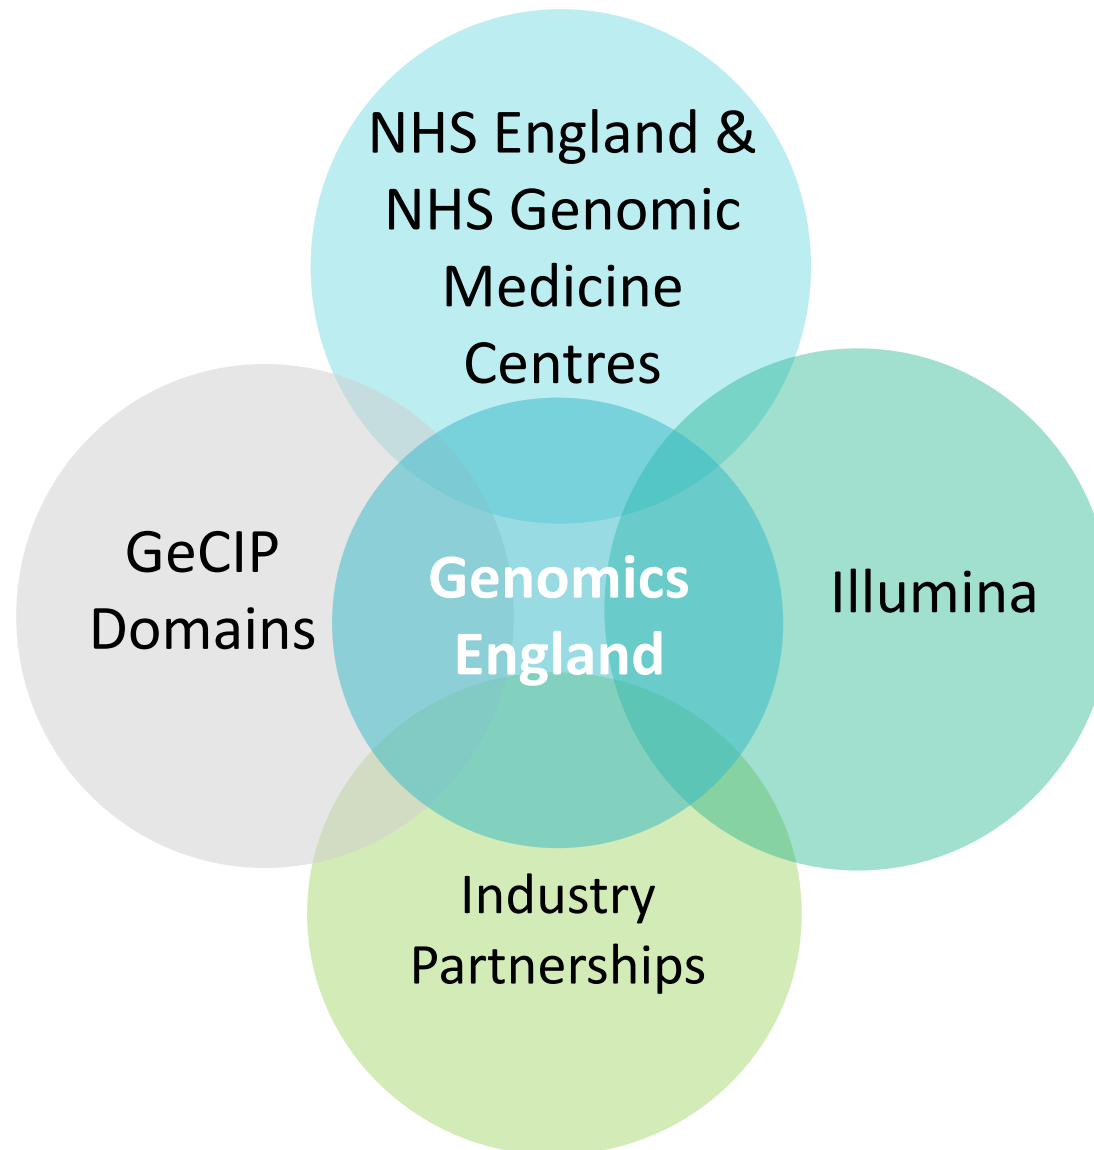 NHS England &
NHS Genomic
Medicine
Centres
GeCIP
Domains
Genomics
England
Illumina
Industry
Partnerships